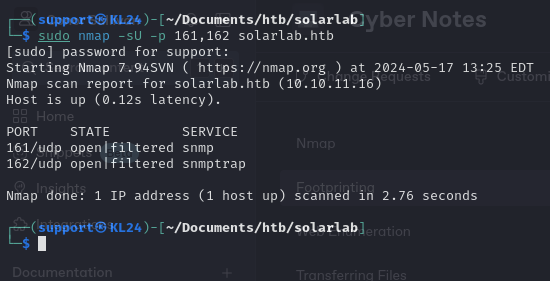 Cyber Notes
┌──(support㉿KL24)-[~/Documents/htb/solarlab]
└─$ sudo nmap -sU -p 161,162 solarlab.htb
[sudo] password for support:
Starting Nmap 7.94SVN ( https://nmap.org ) at 2024-05-17 13:25 EDT
Change Requests
Customi
Nmap scan report for solarlab.htb (10.10.11.16)
Host is up (0.12s latency).
Home
PORT    STATE         SERVICE
Nmap
161/udp open|filtered snmp
162/udp open|filtered snmptrap
Insights
Footprinting
Nmap done: 1 IP address (1 host up) scanned in 2.76 seconds
Integrations
┌──(support㉿KL24)-[~/Documents/htb/solarlab]
Web Enumeration
└─$
Documentation
Transferring Files